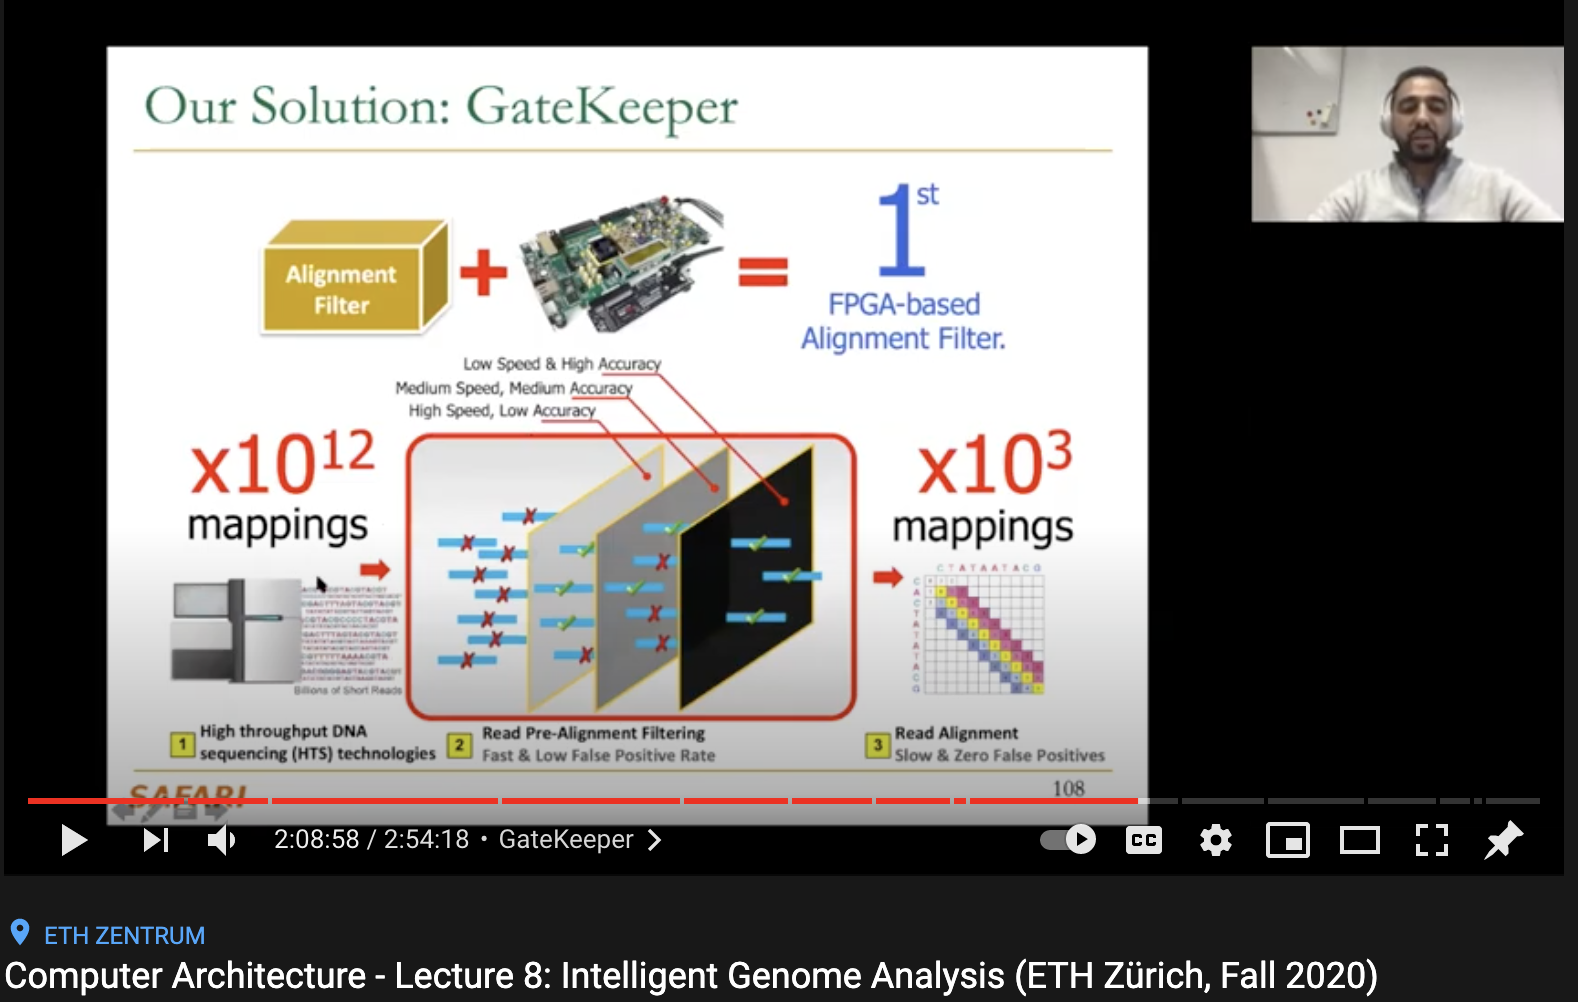 Our Solution: GateKeeper
Alignment
Filter
1st
FPGA-based
Alignment Filter.
Low Speed & High Accuracy
Medium Speed, Medium Accuracy
High Speed, Low Accuracy
x10^12
mappings
x10^3
mappings
C T A T A A T A C G
C
A
C
T
A
T
A
T
A
C
G
Billions of Short Reads
1
High throughput DNA
sequencing (HTS) technologies
2
Read Pre-Alignment Filtering
Fast & Low False Positive Rate
3
Read Alignment
Slow & Zero False Positives
SAFARI
108
2:08:58 / 2:54:18 • GateKeeper
CC
ETH ZENTRUM
Computer Architecture - Lecture 8: Intelligent Genome Analysis (ETH Zürich, Fall 2020)